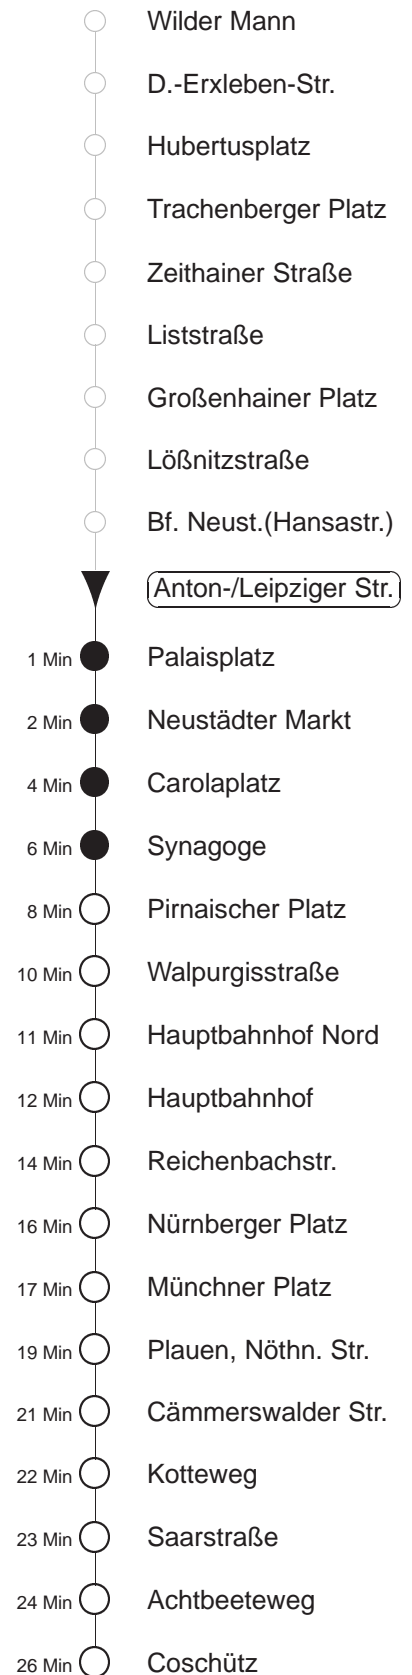 Wilder Mann
D.-Erxleben-Str.
Hubertusplatz
Trachenberger Platz
Zeithainer Straße
Liststraße
Großenhainer Platz
Lößnitzstraße
Bf. Neust.(Hansastr.)
Anton-/Leipziger Str.
1 Min Palaisplatz
2 Min Neustädter Markt
4 Min Carolaplatz
6 Min Synagoge
8 Min Pirnaischer Platz
10 Min Walpurgisstraße
11 Min Hauptbahnhof Nord
12 Min Hauptbahnhof
14 Min Reichenbachstr.
16 Min Nürnberger Platz
17 Min Münchner Platz
19 Min Plauen, Nöthn. Str.
21 Min Cämmerswalder Str.
22 Min Kotteweg
23 Min Saarstraße
24 Min Achtbeeteweg
26 Min Coschütz